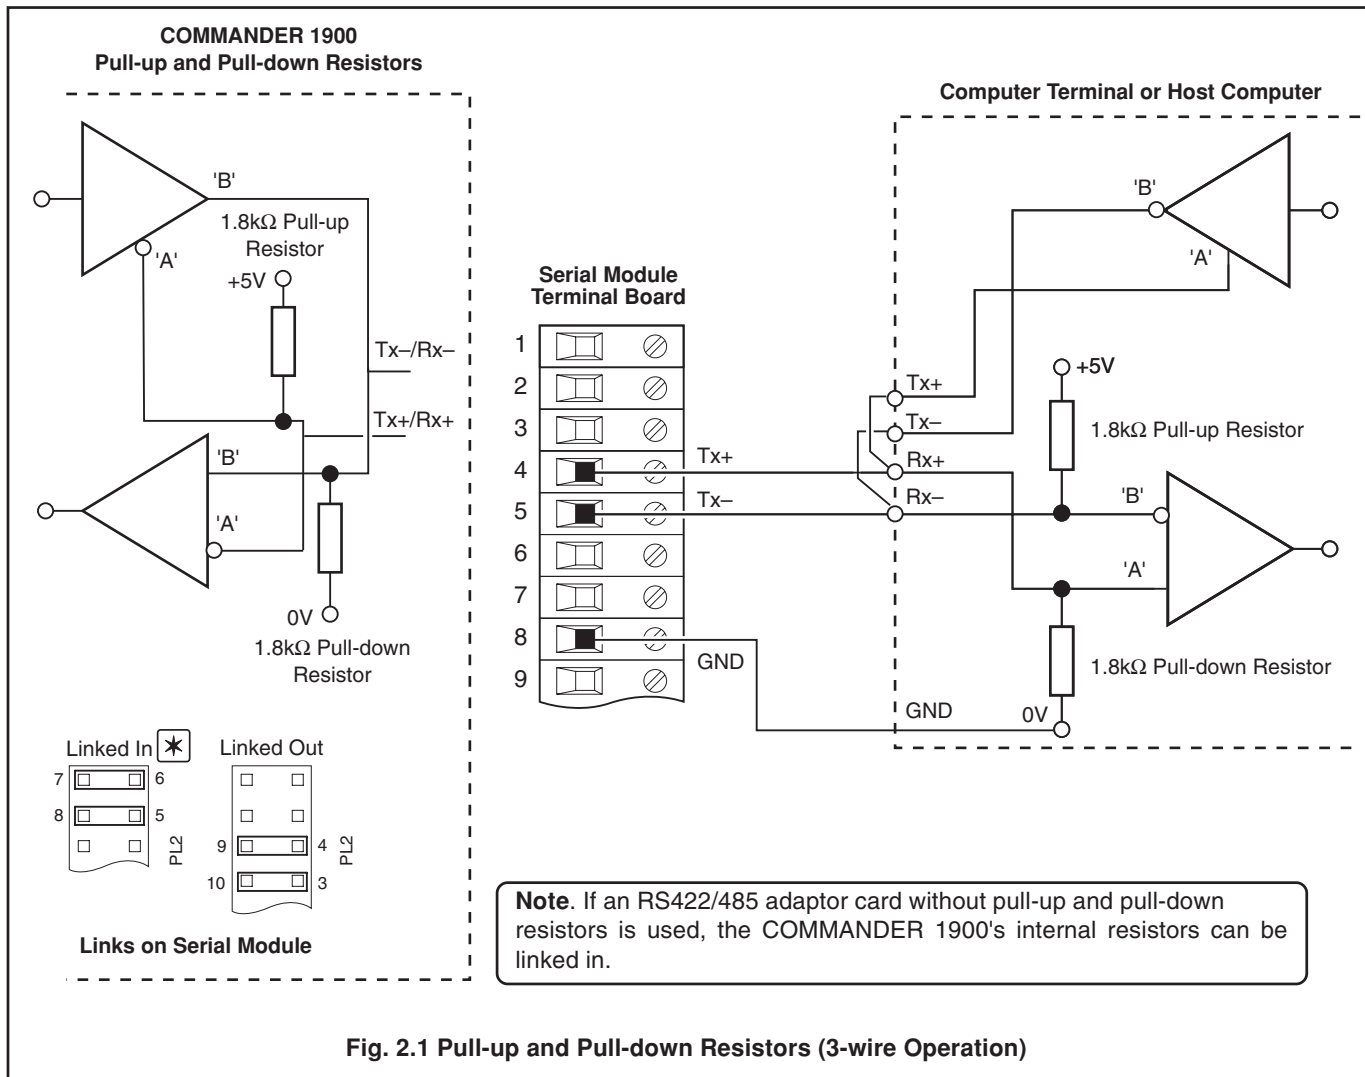 COMMANDER 1900
Pull-up and Pull-down Resistors
'B'
1.8kΩ Pull-up
Resistor
'A'
+5V
Tx–/Rx–
Tx+/Rx+
'B'
'A'
0V
1.8kΩ Pull-down
Resistor
Linked In
7
6
8
5
PL2
Linked Out
9
4
10
3
PL2
Links on Serial Module
Serial Module
Terminal Board
1
2
3
4
5
6
7
8
9
Tx+
Tx–
GND
Computer Terminal or Host Computer
'B'
'A'
Tx+
Tx–
Rx+
Rx–
+5V
1.8kΩ Pull-up Resistor
'B'
'A'
1.8kΩ Pull-down Resistor
GND
0V
Note. If an RS422/485 adaptor card without pull-up and pull-down
resistors is used, the COMMANDER 1900's internal resistors can be
linked in.
Fig. 2.1 Pull-up and Pull-down Resistors (3-wire Operation)